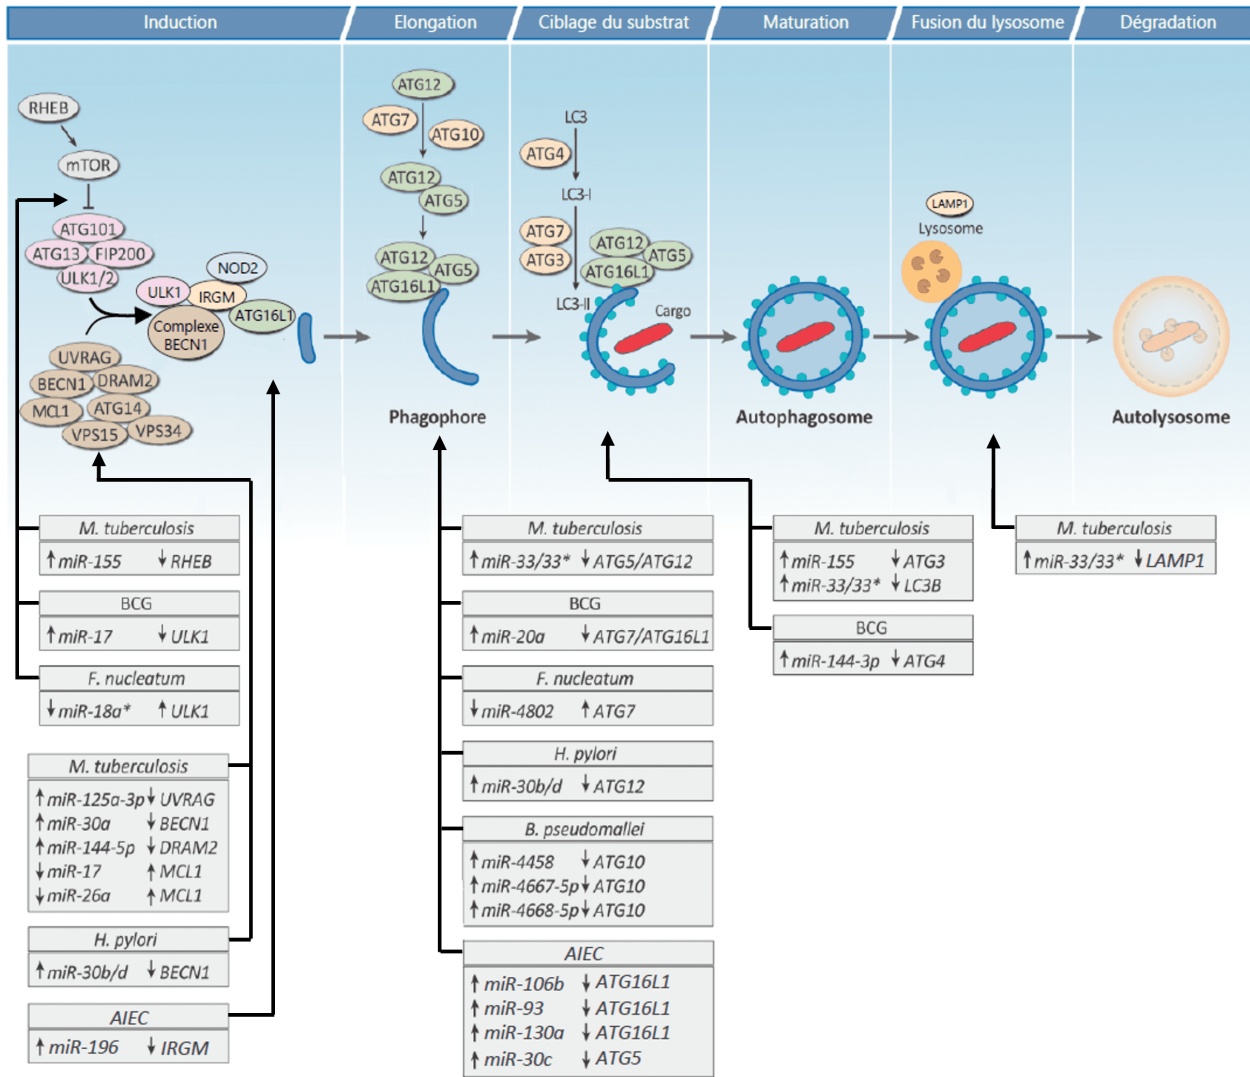 Induction
Elongation
Ciblage du substrat
Maturation
Fusion du lysosome
Dégradation
RHEB
mTOR
ATG101
ATG13
FIP200
ULK1/2
ULK1
IRGM
NOD2
ATG16L1
Complexe
BECN1
UVRAG
BECN1
DRAM2
MCL1
ATG14
VPS15
VPS34
ATG12
ATG7
ATG10
ATG12
ATG5
ATG12
ATG5
ATG16L1
Phagophore
LC3
ATG4
LC3-I
ATG7
ATG3
LC3-II
ATG12
ATG5
ATG16L1
Cargo
Autophagosome
LAMP1
Lysosome
Autolysosome
M. tuberculosis
↑ miR-155 ↓ RHEB
BCG
↑ miR-17 ↓ ULK1
F. nucleatum
↓ miR-18a* ↑ ULK1
M. tuberculosis
↑ miR-125a-3p ↓ UVRAG
↑ miR-30a ↓ BECN1
↑ miR-144-5p ↓ DRAM2
↓ miR-17 ↑ MCL1
↓ miR-26a ↑ MCL1
H. pylori
↑ miR-30b/d ↓ BECN1
AIEC
↑ miR-196 ↓ IRGM
M. tuberculosis
↑ miR-33/33* ↓ ATG5/ATG12
BCG
↑ miR-20a ↓ ATG7/ATG16L1
F. nucleatum
↓ miR-4802 ↑ ATG7
H. pylori
↑ miR-30b/d ↓ ATG12
B. pseudomallei
↑ miR-4458 ↓ ATG10
↑ miR-4667-5p ↓ ATG10
↑ miR-4668-5p ↓ ATG10
AIEC
↑ miR-106b ↓ ATG16L1
↑ miR-93 ↓ ATG16L1
↑ miR-130a ↓ ATG16L1
↑ miR-30c ↓ ATG5
M. tuberculosis
↑ miR-155 ↓ ATG3
↑ miR-33/33* ↓ LC3B
BCG
↑ miR-144-3p ↓ ATG4
M. tuberculosis
↑ miR-33/33* ↓ LAMP1